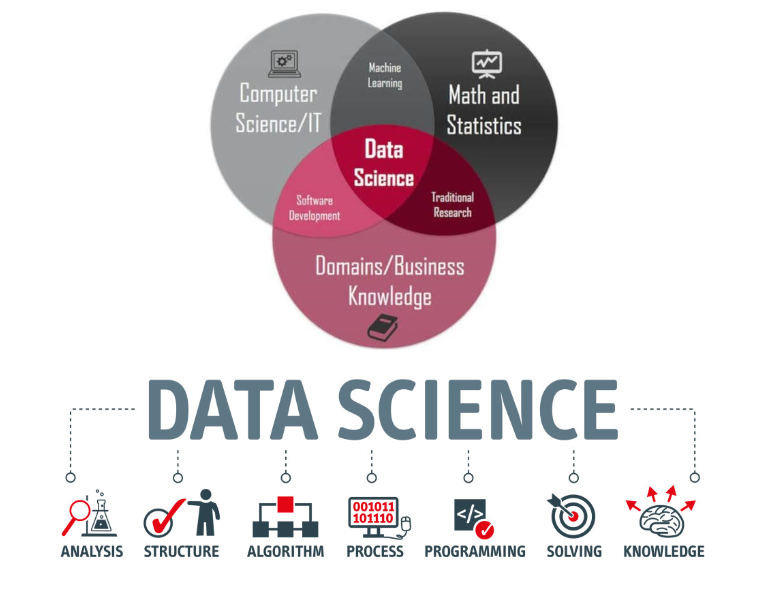 Machine
Learning
Computer
Science/IT
Math and
Statistics
Data
Science
Software
Development
Traditional
Research
Domains/Business
Knowledge
DATA SCIENCE
001011
101110
</>
ANALYSIS
STRUCTURE
ALGORITHM
PROCESS
PROGRAMMING
SOLVING
KNOWLEDGE